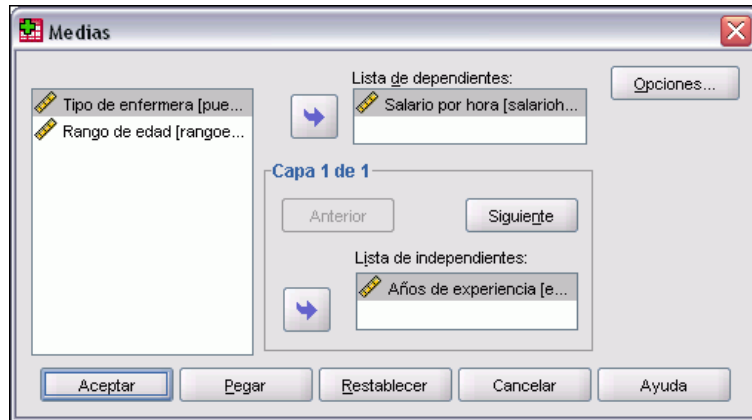 Medias
Lista de dependientes:
Opciones...
Tipo de enfermera [pue...
Rango de edad [rangoe...
Salario por hora [salarioh...
Capa 1 de 1
Anterior
Siguiente
Lista de independientes:
Años de experiencia [e...
Aceptar
Pegar
Restablecer
Cancelar
Ayuda